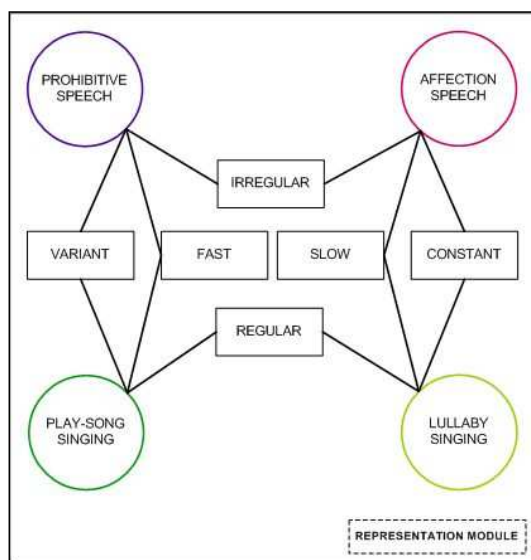 PROHIBITIVE
SPEECH
AFFECTION
SPEECH
IRREGULAR
VARIANT
FAST
SLOW
CONSTANT
REGULAR
PLAY-SONG
SINGING
LULLABY
SINGING
REPRESENTATION MODULE